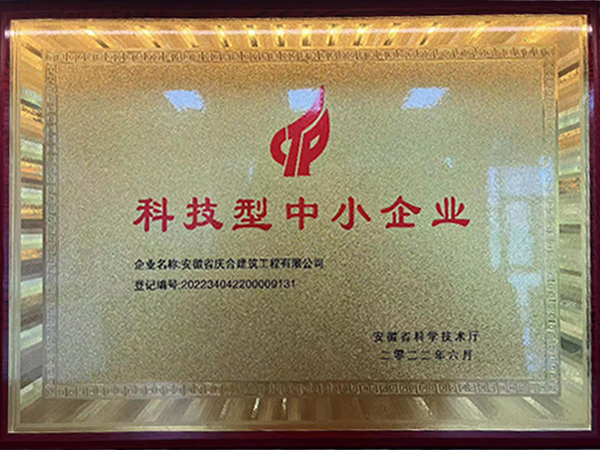 CTP
科技型中小企业
企业名称:安徽省庆合建筑工程有限公司
登记编号:202234042200009131
安徽省科学技术厅
二零二二年六月